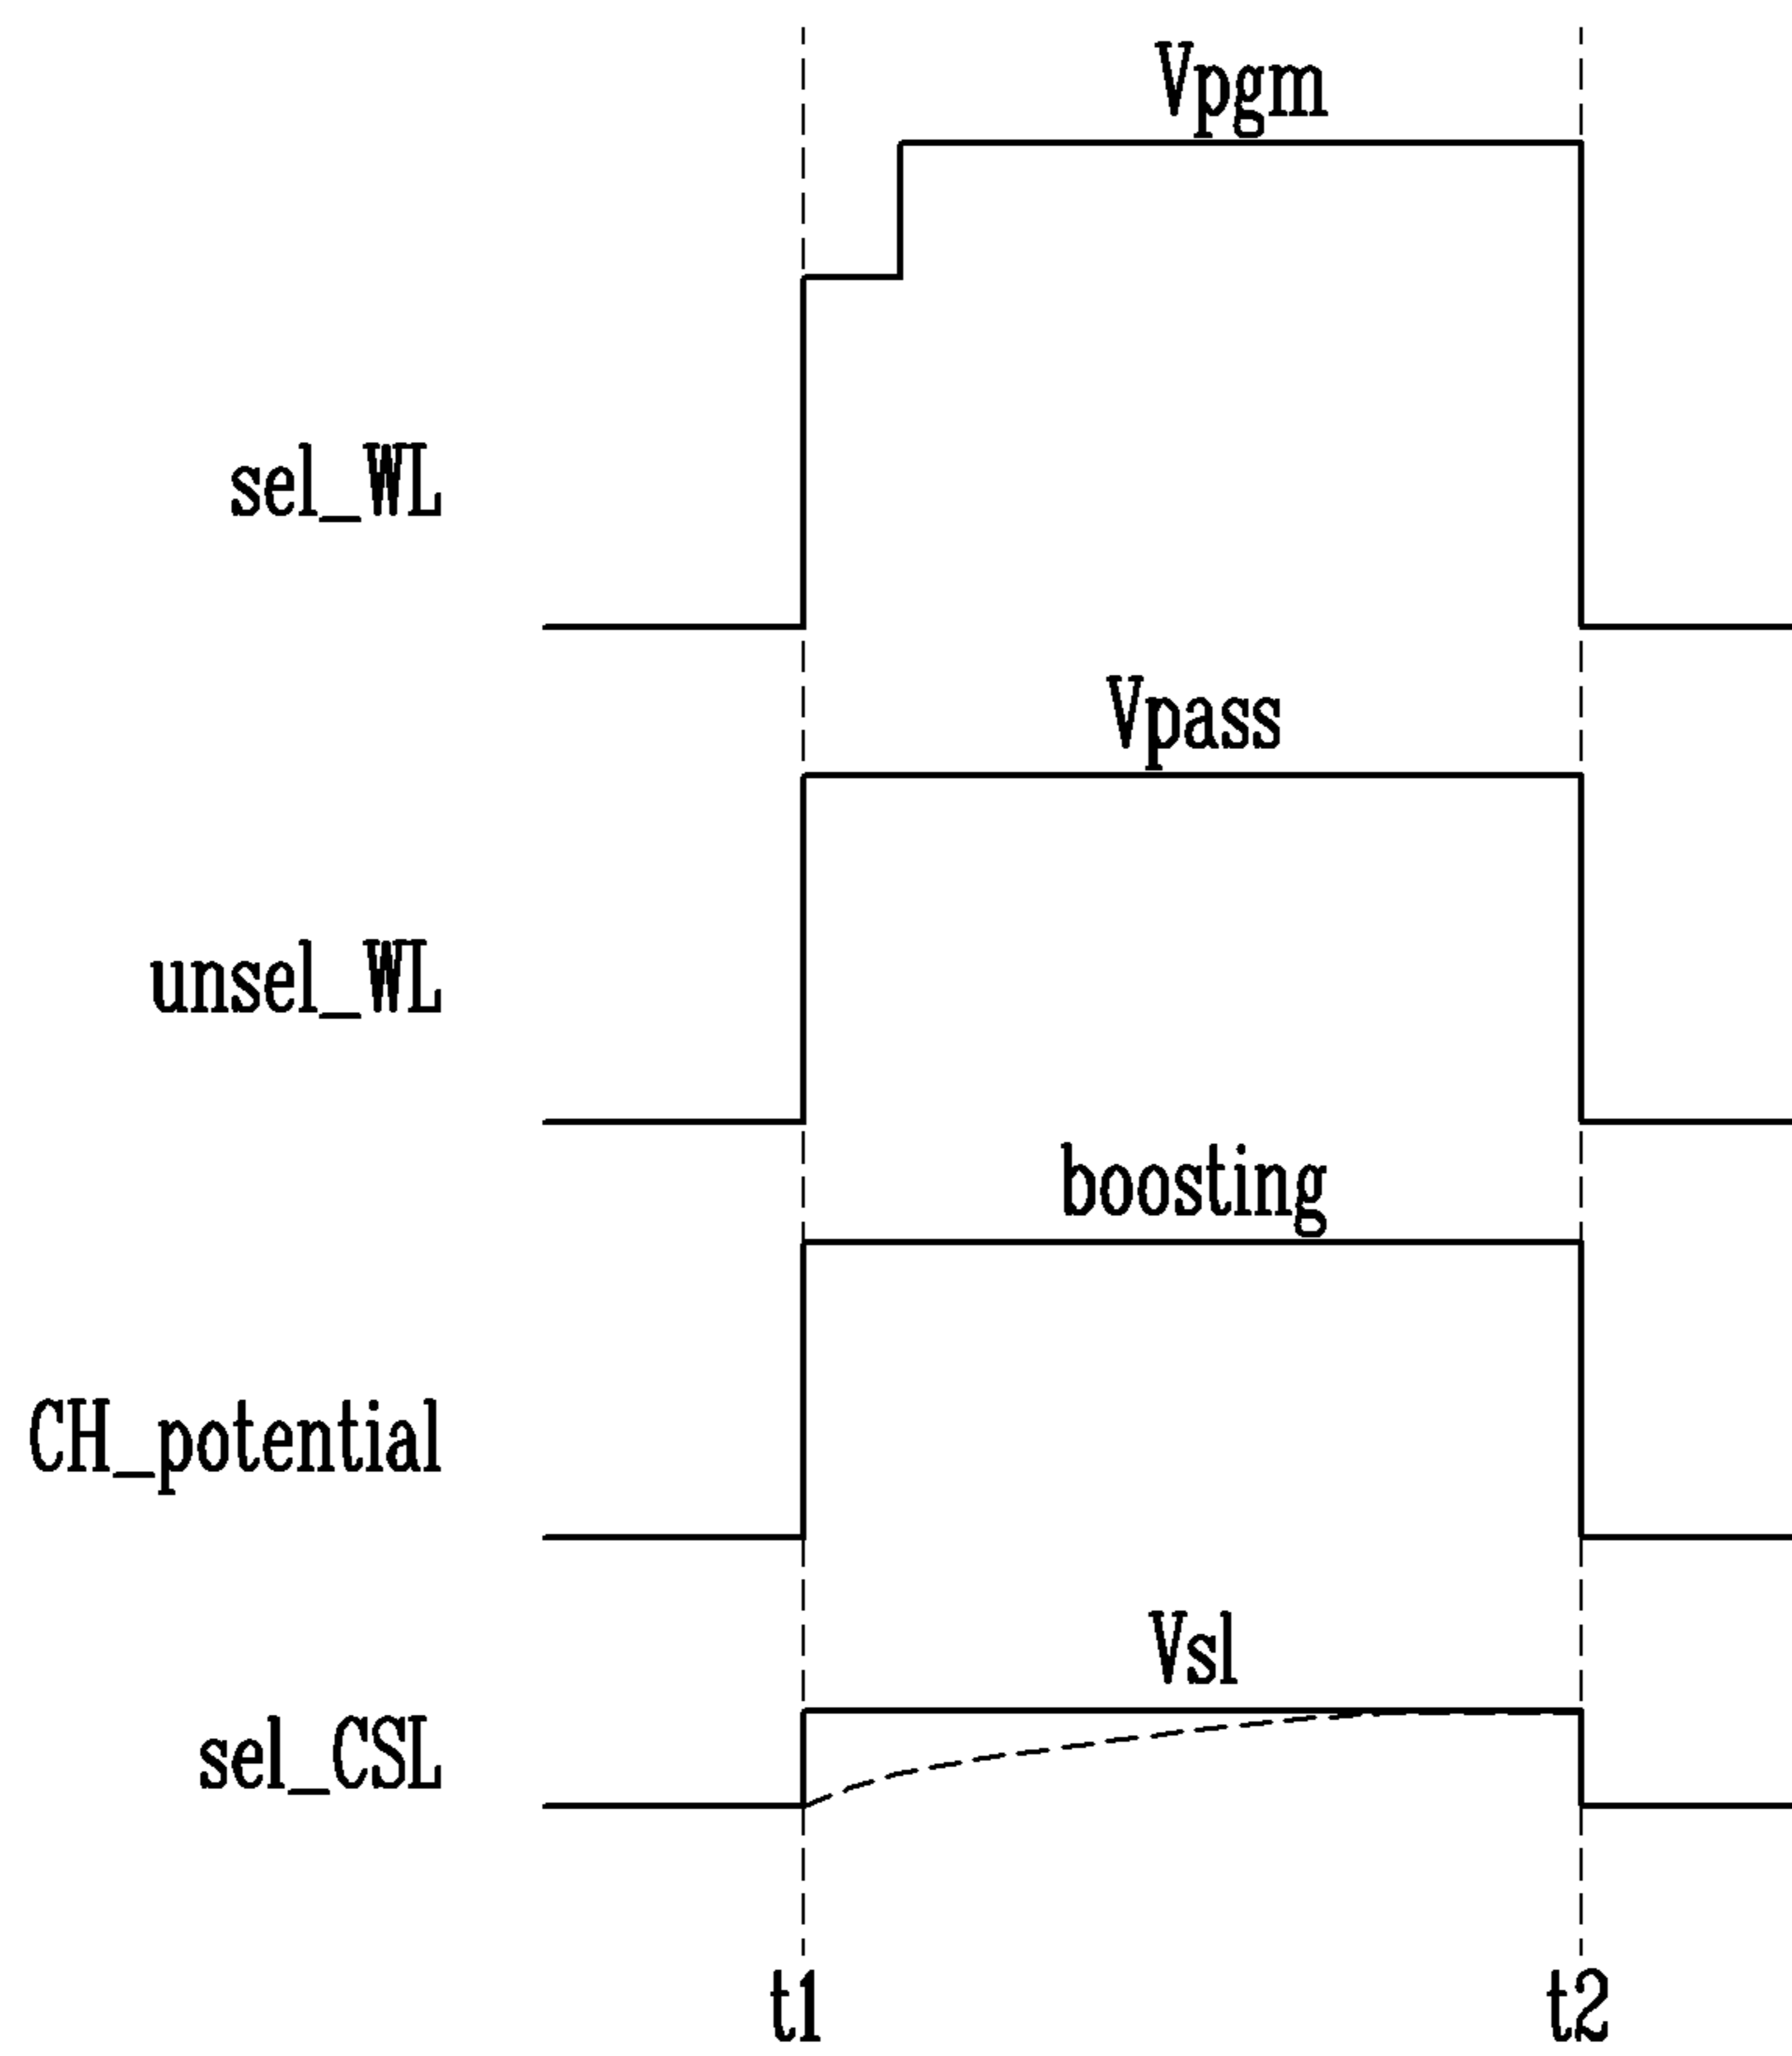 Vpgm
sel_WL
Vpass
unsel_WL
boosting
CH_potential
Vsl
sel_CSL
t1 t2